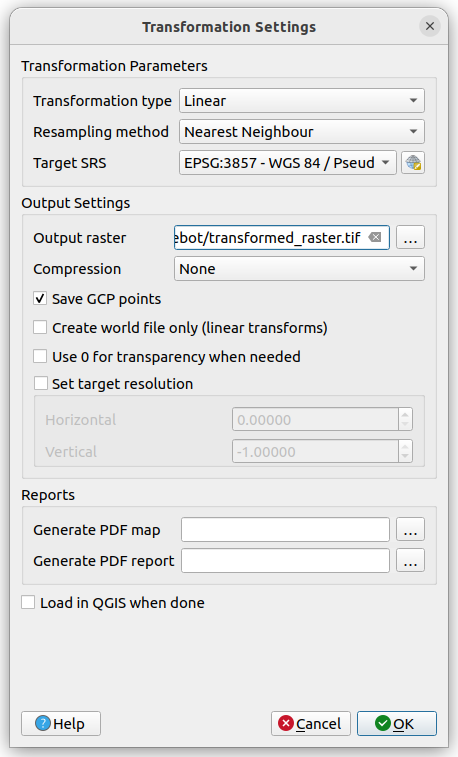 Transformation Settings
Transformation Parameters
Transformation type Linear
Resampling method Nearest Neighbour
Target SRS EPSG:3857 - WGS 84 / Pseud
Output Settings
Output raster ebot/transformed_raster.tif ...
Compression None
Save GCP points
Create world file only (linear transforms)
Use 0 for transparency when needed
Set target resolution
Horizontal 0.00000
Vertical -1.00000
Reports
Generate PDF map ...
Generate PDF report ...
Load in QGIS when done
Help Cancel OK